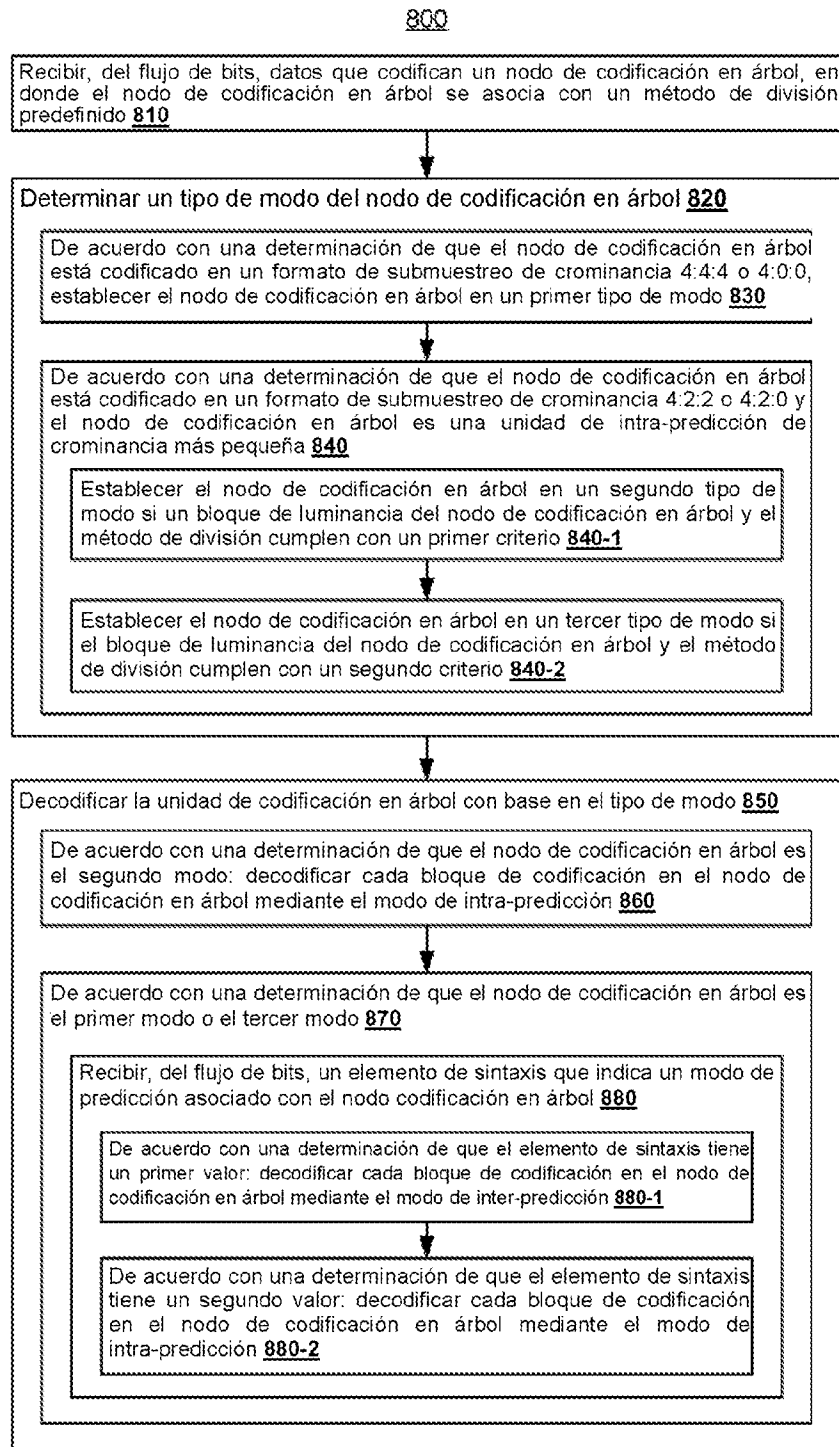 800
Recibir, del flujo de bits, datos que codifican un nodo de codificación en árbol, en
donde el nodo de codificación en árbol se asocia con un método de división
predefinido 810
Determinar un tipo de modo del nodo de codificación en árbol 820
De acuerdo con una determinación de que el nodo de codificación en árbol
está codificado en un formato de submuestreo de crominancia 4:4:4 o 4:0:0,
establecer el nodo de codificación en árbol en un primer tipo de modo 830
De acuerdo con una determinación de que el nodo de codificación en árbol
está codificado en un formato de submuestreo de crominancia 4:2:2 o 4:2:0 y
el nodo de codificación en árbol es una unidad de intra-predicción de
crominancia más pequeña 840
Establecer el nodo de codificación en árbol en un segundo tipo de
modo si un bloque de luminancia del nodo de codificación en árbol y el
método de división cumplen con un primer criterio 840-1
Establecer el nodo de codificación en árbol en un tercer tipo de modo si
el bloque de luminancia del nodo de codificación en árbol y el método
de división cumplen con un segundo criterio 840-2
Decodificar la unidad de codificación en árbol con base en el tipo de modo 850
De acuerdo con una determinación de que el nodo de codificación en árbol es
el segundo modo: decodificar cada bloque de codificación en el nodo de
codificación en árbol mediante el modo de intra-predicción 860
De acuerdo con una determinación de que el nodo de codificación en árbol es
el primer modo o el tercer modo 870
Recibir, del flujo de bits, un elemento de sintaxis que indica un modo de
predicción asociado con el nodo codificación en árbol 880
De acuerdo con una determinación de que el elemento de sintaxis tiene
un primer valor: decodificar cada bloque de codificación en el nodo de
codificación en árbol mediante el modo de inter-predicción 880-1
De acuerdo con una determinación de que el elemento de sintaxis
tiene un segundo valor: decodificar cada bloque de codificación
en el nodo de codificación en árbol mediante el modo de
intra-predicción 880-2